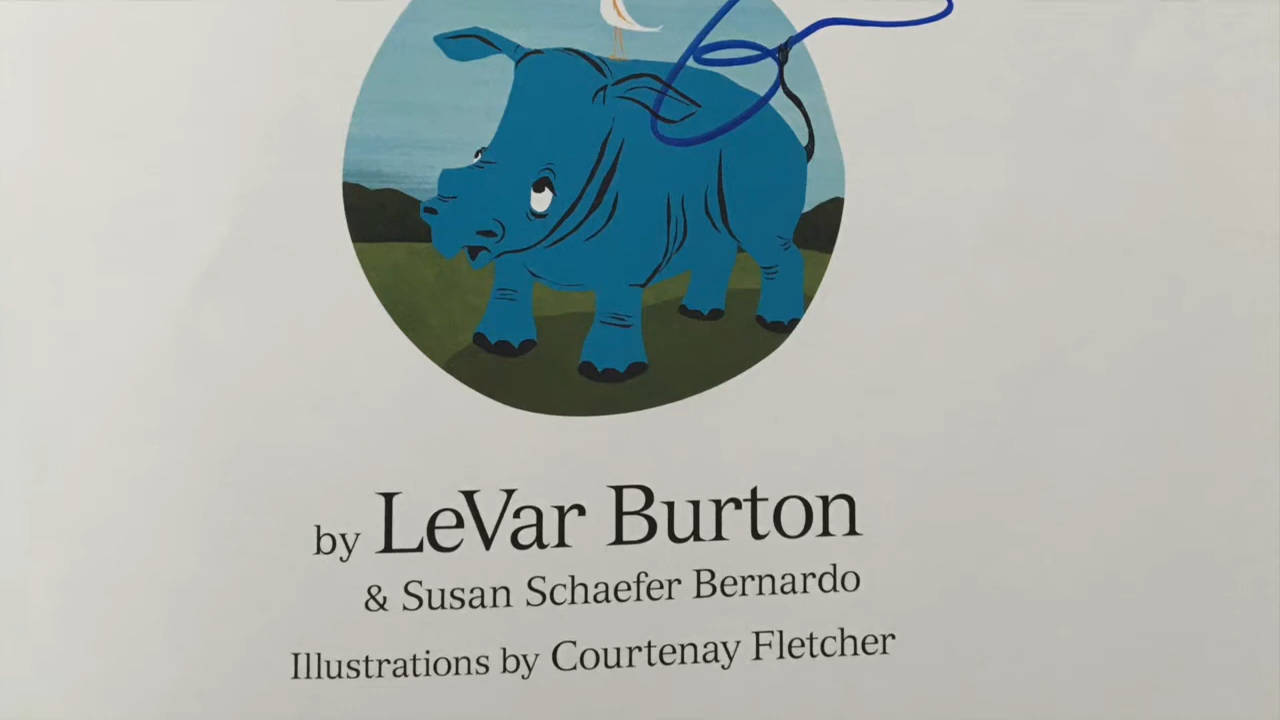 by LeVar Burton
& Susan Schaefer Bernardo
Illustrations by Courtenay Fletcher